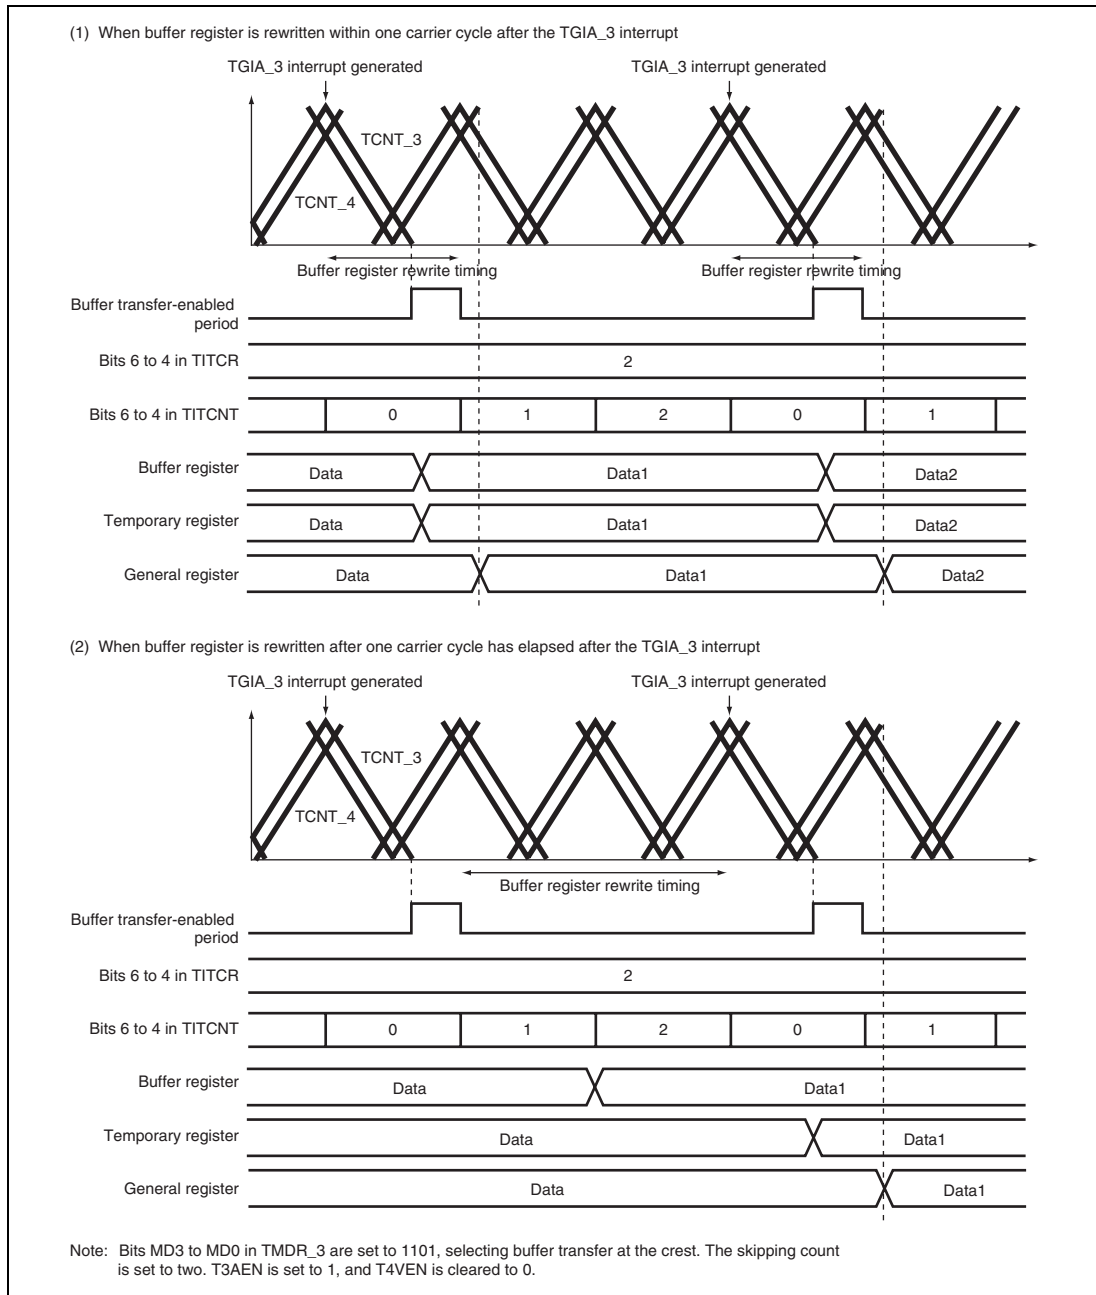 (1) When buffer register is rewritten within one carrier cycle after the TGIA_3 interrupt
TGIA_3 interrupt generated TGIA_3 interrupt generated
TCNT_3
TCNT_4
Buffer register rewrite timing Buffer register rewrite timing
Buffer transfer-enabled
period
Bits 6 to 4 in TITCR 2
Bits 6 to 4 in TITCNT 0 1 2 0 1
Buffer register Data Data1 Data2
Temporary register Data Data1 Data2
General register Data Data1 Data2
(2) When buffer register is rewritten after one carrier cycle has elapsed after the TGIA_3 interrupt
TGIA_3 interrupt generated TGIA_3 interrupt generated
TCNT_3
TCNT_4
Buffer register rewrite timing
Buffer transfer-enabled
period
Bits 6 to 4 in TITCR 2
Bits 6 to 4 in TITCNT 0 1 2 0 1
Buffer register Data Data1
Temporary register Data Data1
General register Data Data1
Note: Bits MD3 to MD0 in TMDR_3 are set to 1101, selecting buffer transfer at the crest. The skipping count
is set to two. T3AEN is set to 1, and T4VEN is cleared to 0.